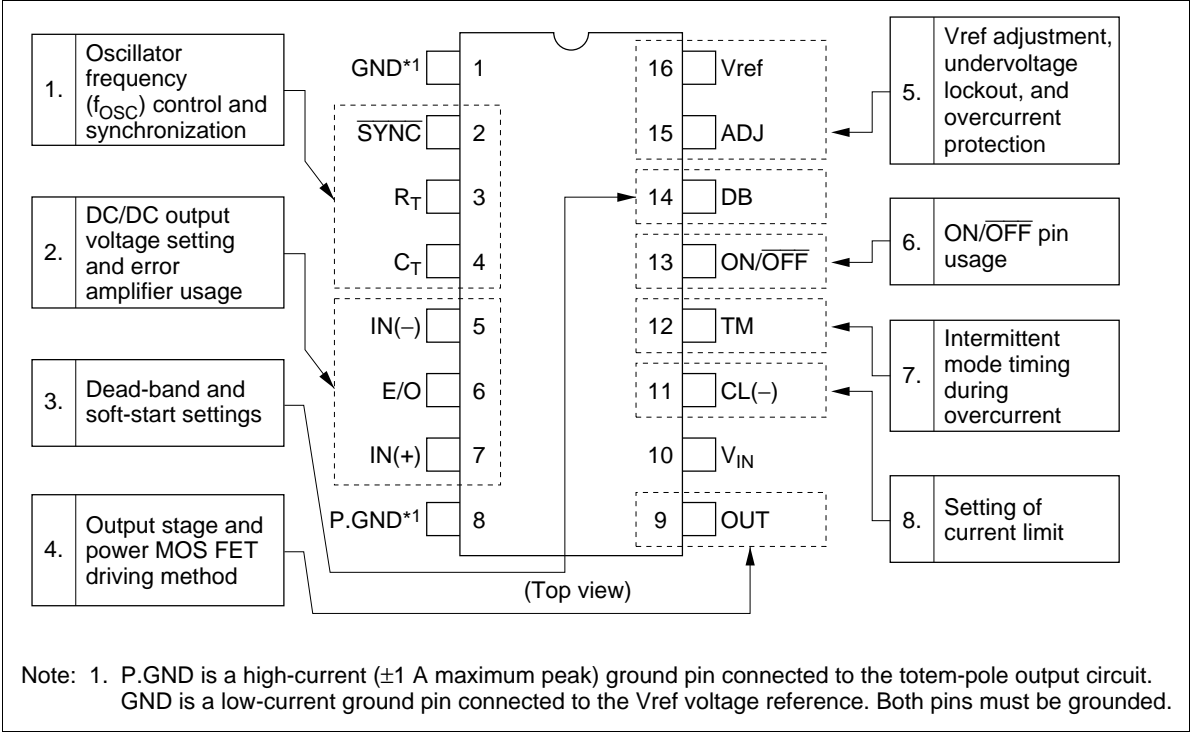 1.
Oscillator
frequency
(fOSC) control and
synchronization
2.
DC/DC output
voltage setting
and error
amplifier usage
3.
Dead-band and
soft-start settings
4.
Output stage and
power MOS FET
driving method
GND*1
1
SYNC
2
RT
3
CT
4
IN(−)
5
E/O
6
IN(+)
7
P.GND*1
8
16
Vref
15
ADJ
14
DB
13
ON/OFF
12
TM
11
CL(−)
10
VIN
9
OUT
(Top view)
5.
Vref adjustment,
undervoltage
lockout, and
overcurrent
protection
6.
ON/OFF pin
usage
7.
Intermittent
mode timing
during
overcurrent
8.
Setting of
current limit
Note: 1. P.GND is a high-current (±1 A maximum peak) ground pin connected to the totem-pole output circuit.
GND is a low-current ground pin connected to the Vref voltage reference. Both pins must be grounded.